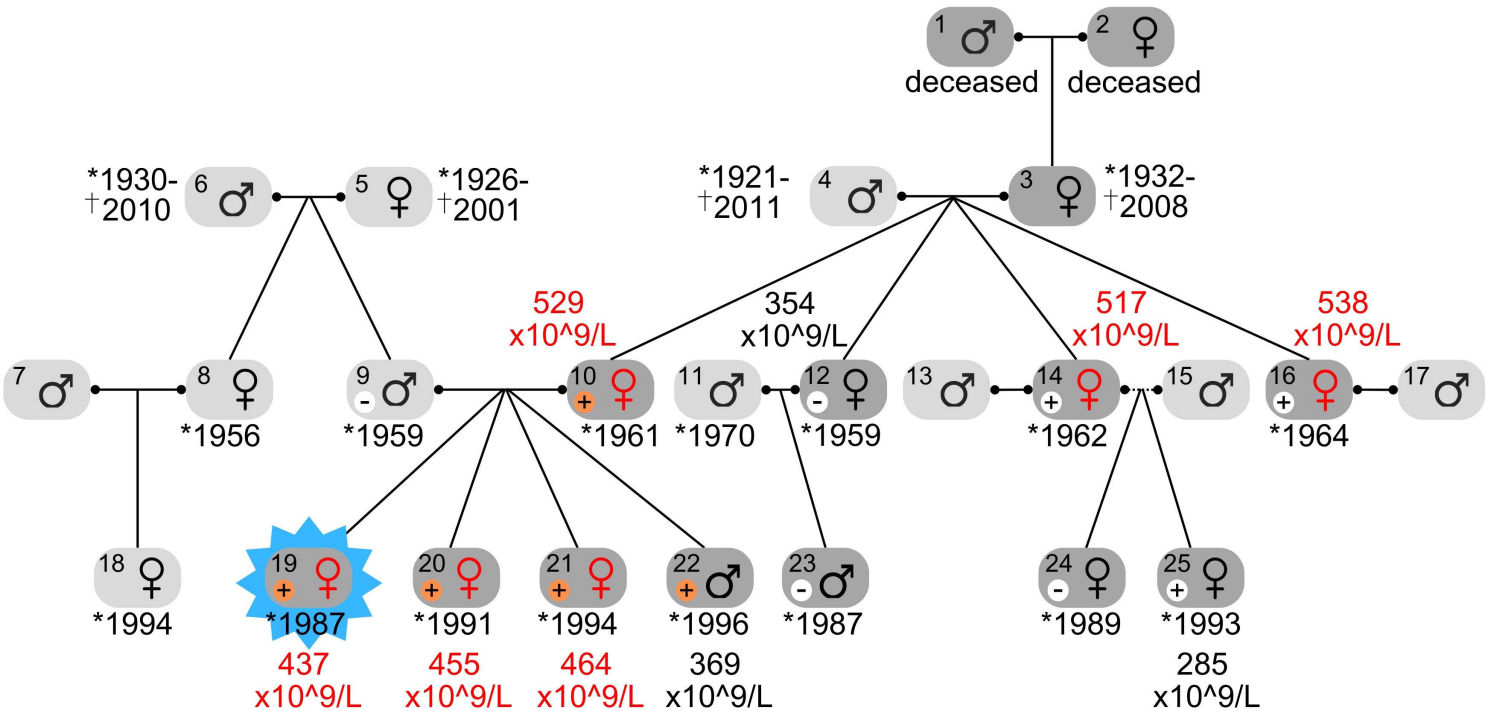 1 ♂ 2 ♀
deceased deceased
*1930-
†2010
6 ♂ 5 ♀
*1926-
†2001
*1921-
†2011
4 ♂ 3 ♀
*1932-
†2008
529
x10^9/L
354
x10^9/L
517
x10^9/L
538
x10^9/L
7 ♂ 8 ♀ 9 - ♂ 10 + ♀ 11 ♂ 12 - ♀ 13 ♂ 14 + ♀ 15 ♂ 16 + ♀ 17 ♂
*1956 *1959 *1961 *1970 *1959 *1962 *1964
18 ♀ 19 + ♀ 20 + ♀ 21 + ♀ 22 + ♂ 23 - ♂ 24 - ♀ 25 + ♀
*1994 *1987 *1991 *1994 *1996 *1987 *1989 *1993
437
x10^9/L
455
x10^9/L
464
x10^9/L
369
x10^9/L
285
x10^9/L